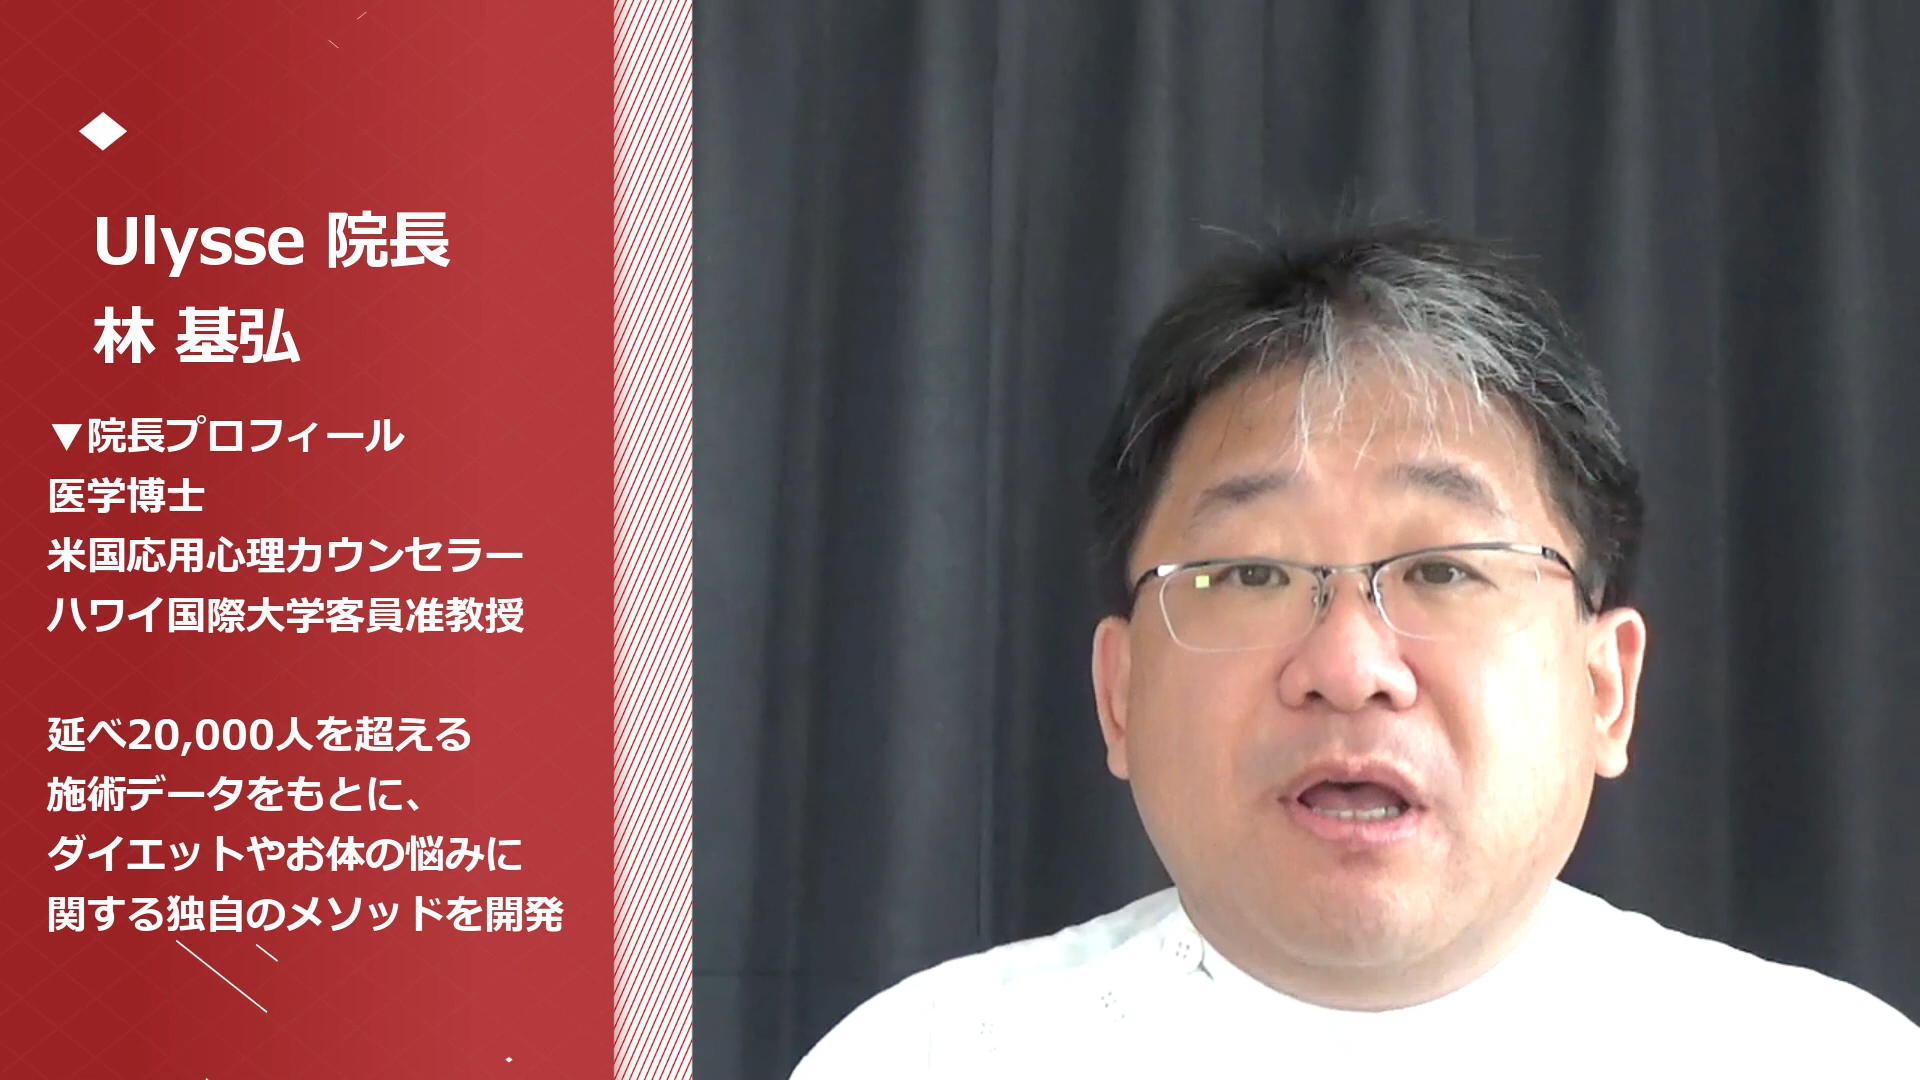 Ulysse 院長
林 基弘
▼院長プロフィール
医学博士
米国応用心理カウンセラー
ハワイ国際大学客員准教授
延べ20,000人を超える
施術データをもとに、
ダイエットやお体の悩みに
関する独自のメソッドを開発